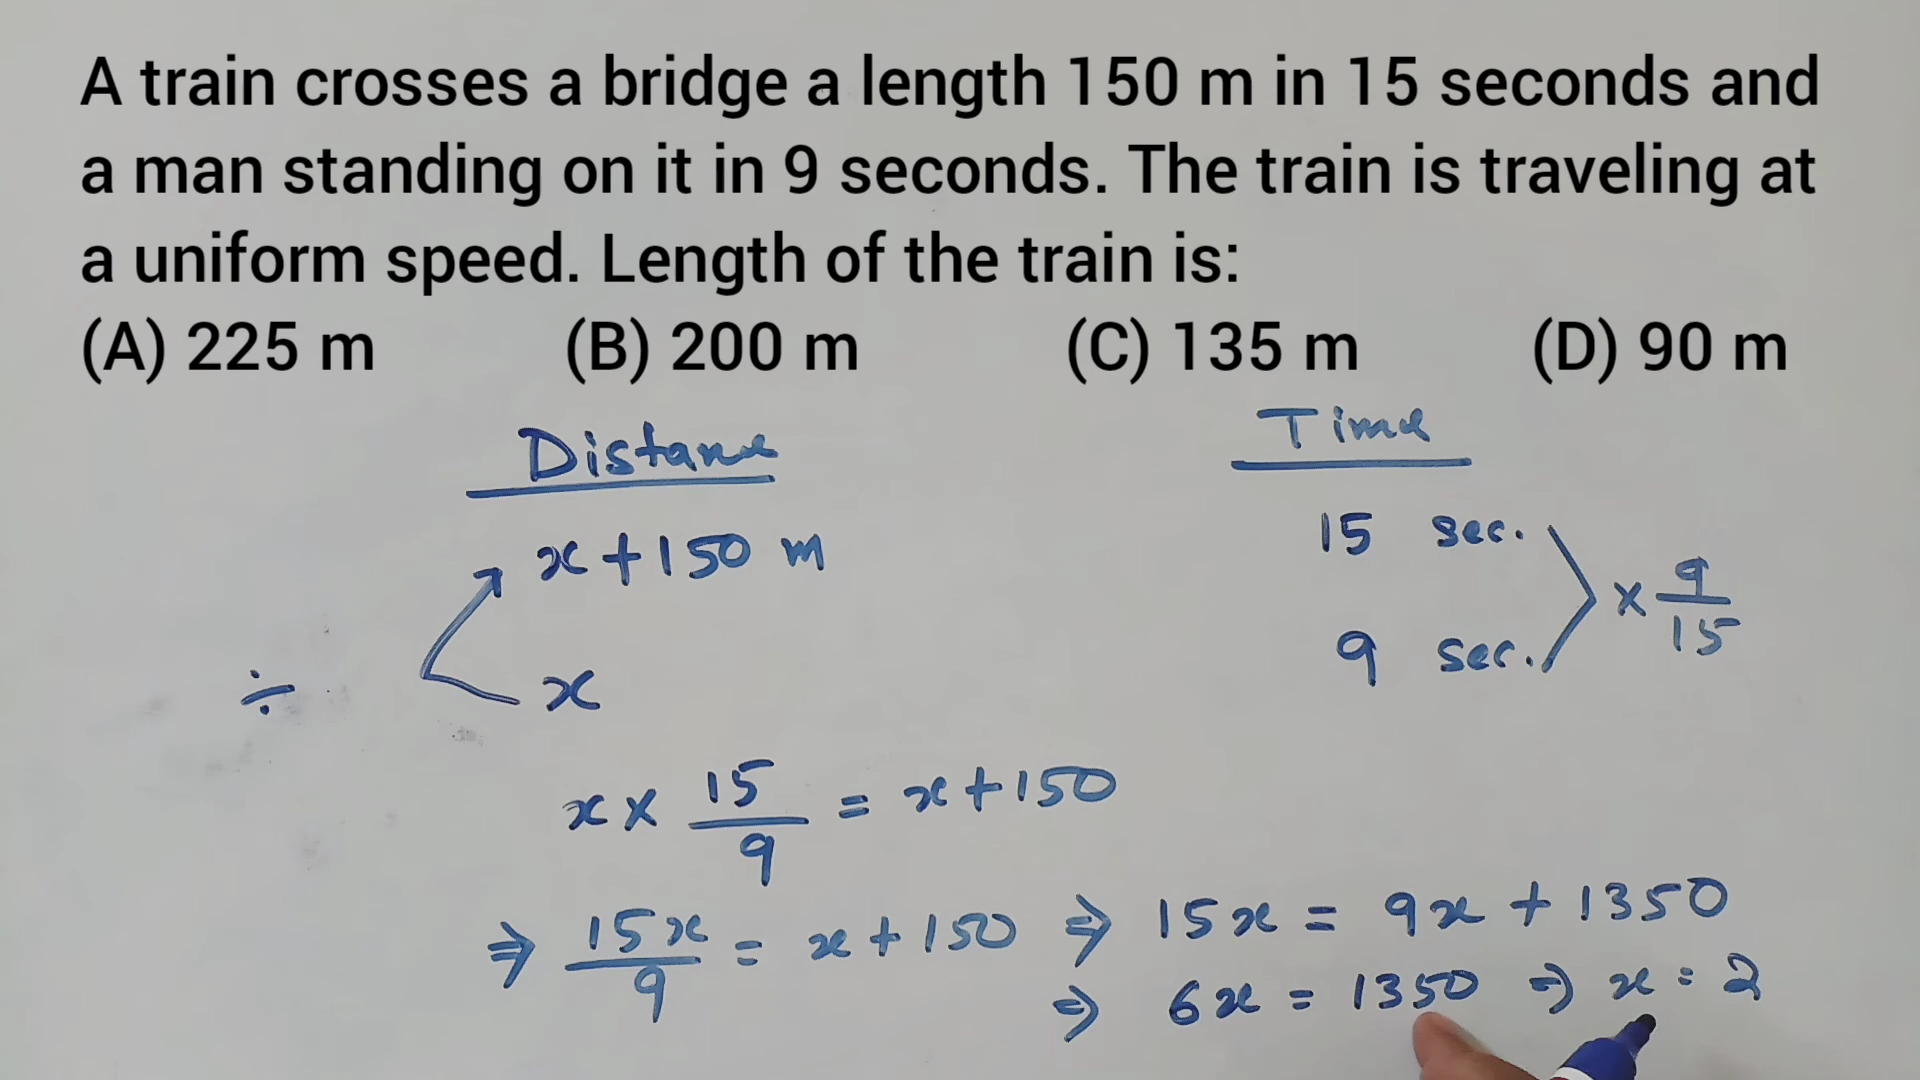 A train crosses a bridge a length 150 m in 15 seconds and
a man standing on it in 9 seconds. The train is traveling at
a uniform speed. Length of the train is:
(A) 225 m (B) 200 m (C) 135 m (D) 90 m
Distance Time
x + 150 m 15 sec.
× 9/15
÷ x 9 sec.
x × 15/9 = x + 150
⇒ 15x/9 = x + 150 ⇒ 15x = 9x + 1350
⇒ 6x = 1350 ⇒ x = 2